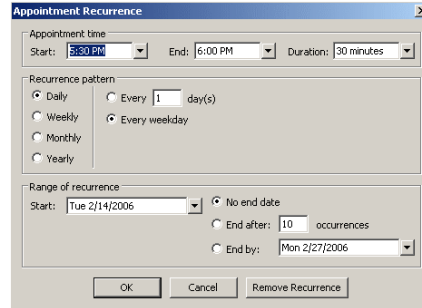 Appointment Recurrence
Appointment time
Start: 5:30 PM End: 6:00 PM Duration: 30 minutes
Recurrence pattern
Daily Every 1 day(s)
Weekly Every weekday
Monthly
Yearly
Range of recurrence
Start: Tue 2/14/2006 No end date
End after: 10 occurrences
End by: Mon 2/27/2006
OK Cancel Remove Recurrence